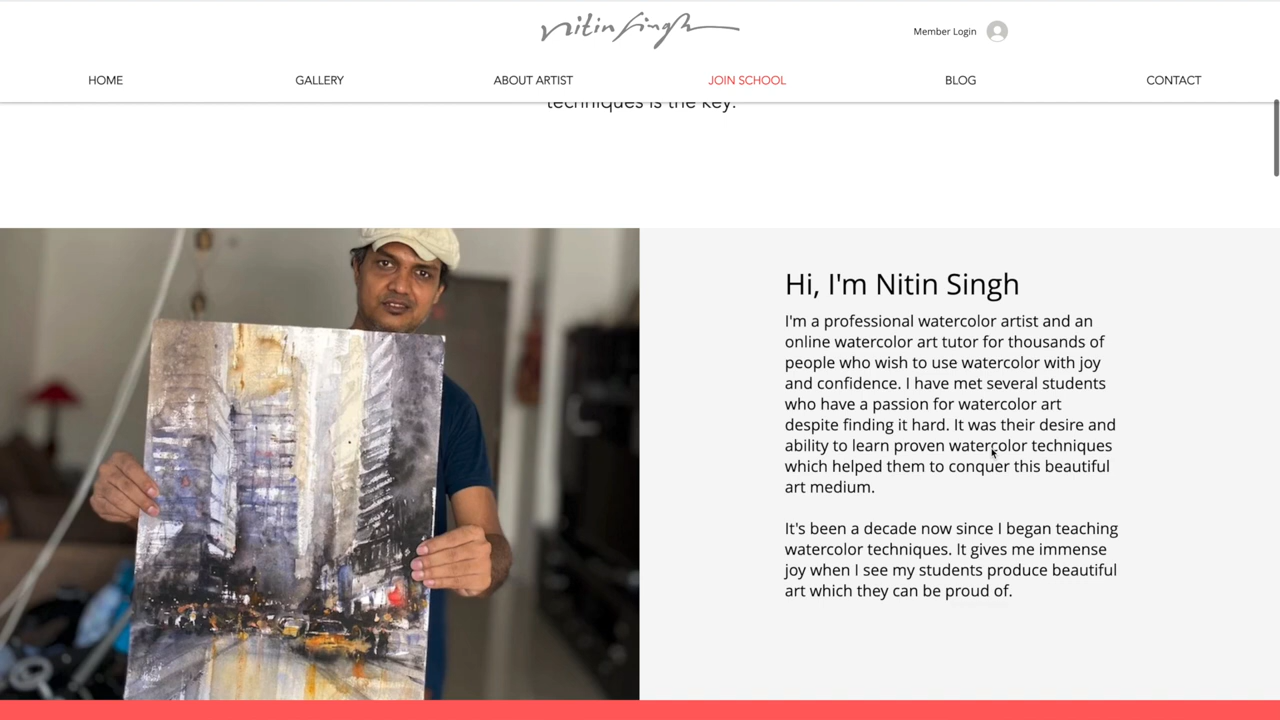 Nitin Singh
Member Login
HOME
GALLERY
ABOUT ARTIST
JOIN SCHOOL
BLOG
CONTACT
techniques is the key.
Hi, I'm Nitin Singh
I'm a professional watercolor artist and an
online watercolor art tutor for thousands of
people who wish to use watercolor with joy
and confidence. I have met several students
who have a passion for watercolor art
despite finding it hard. It was their desire and
ability to learn proven watercolor techniques
which helped them to conquer this beautiful
art medium.
It's been a decade now since I began teaching
watercolor techniques. It gives me immense
joy when I see my students produce beautiful
art which they can be proud of.